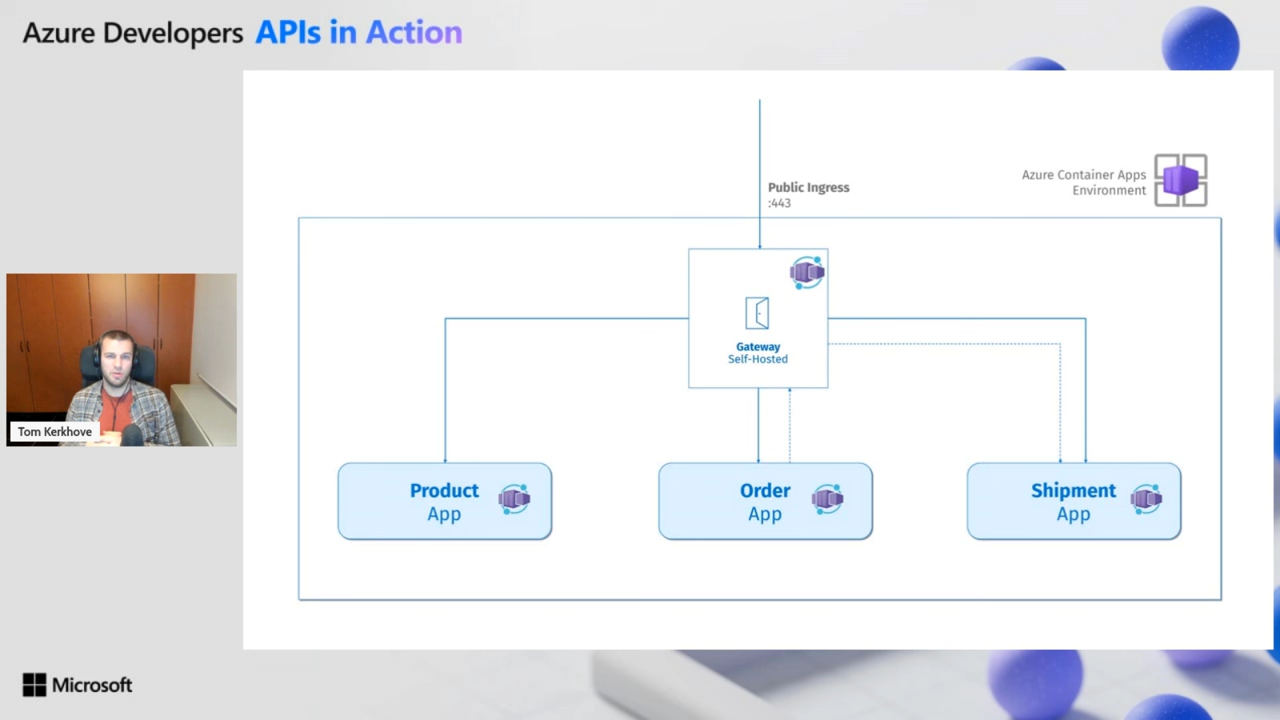 Azure Developers APIs in Action
Public Ingress
:443
Azure Container Apps
Environment
Gateway
Self-Hosted
Tom Kerkhove
Product
App
Order
App
Shipment
App
Microsoft